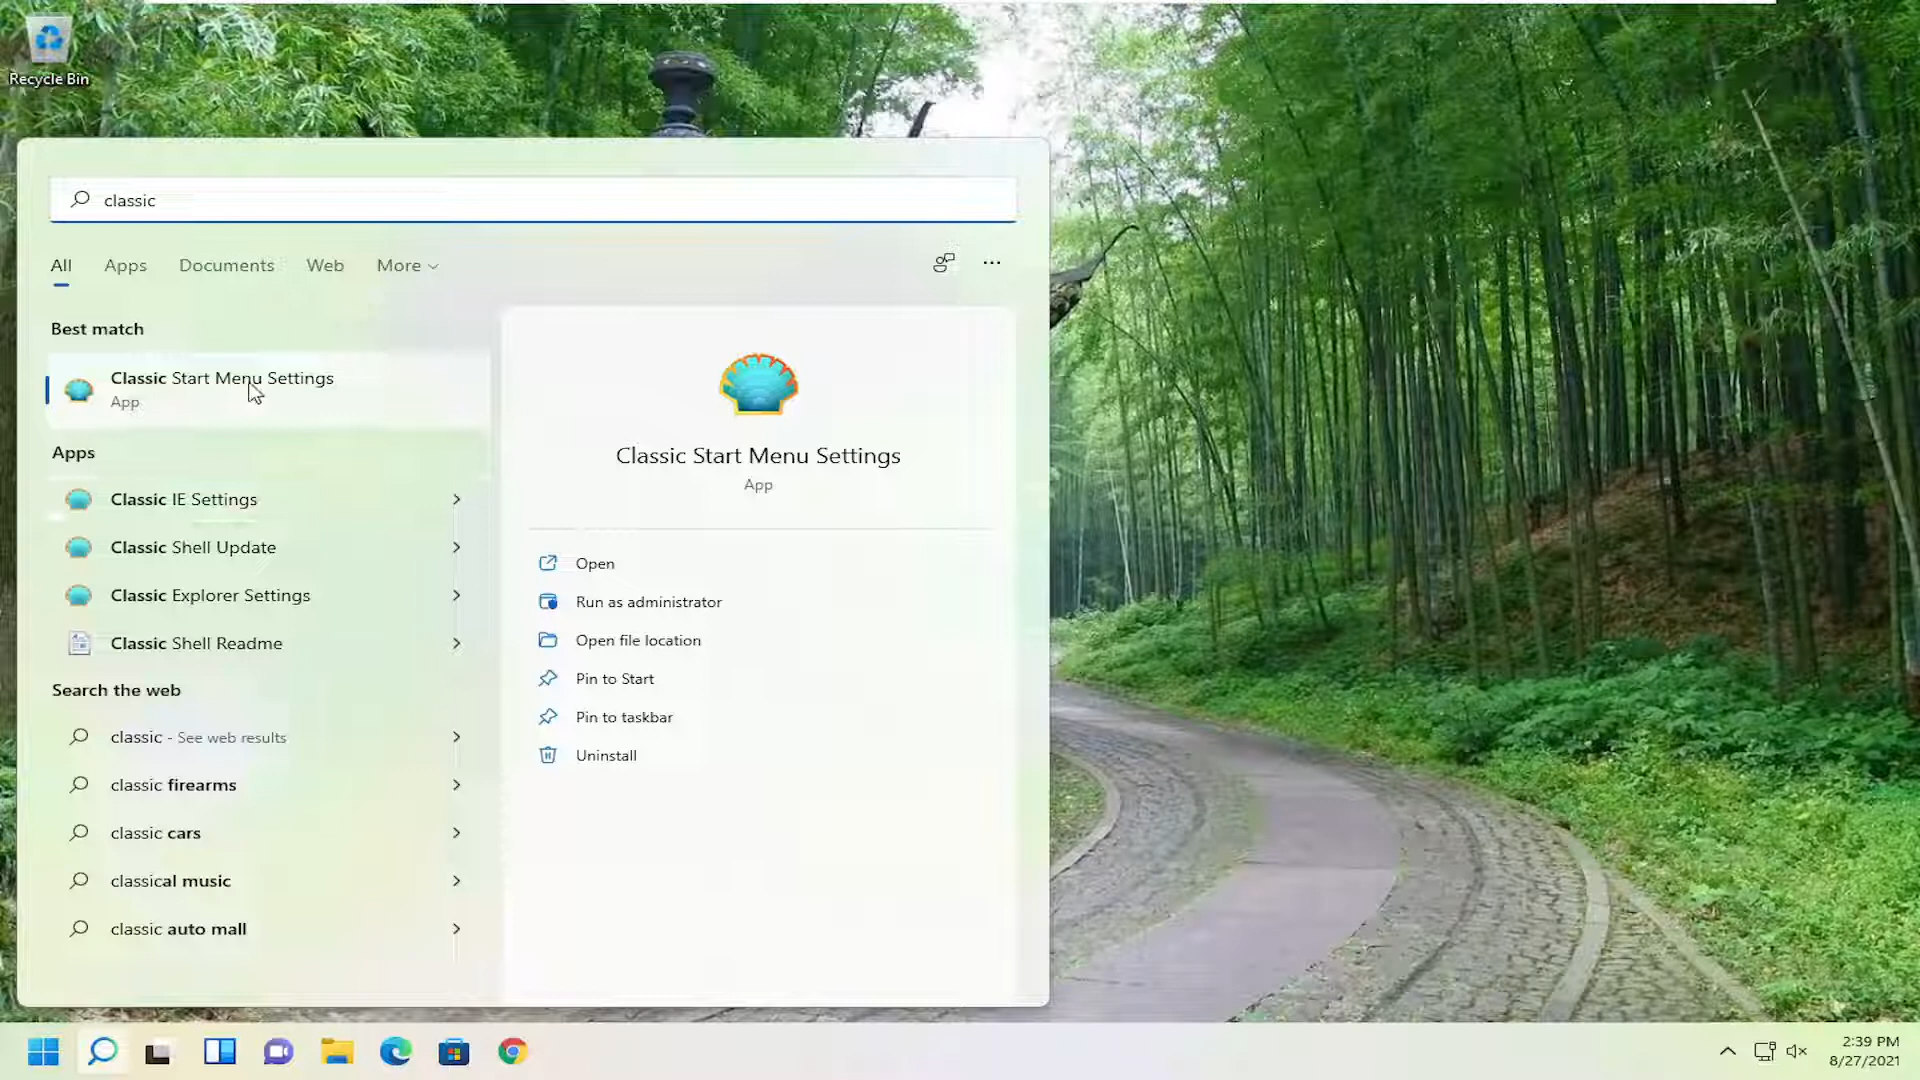 Recycle Bin
classic
All Apps Documents Web More
Best match
Classic Start Menu Settings
App
Apps
Classic IE Settings
Classic Shell Update
Classic Explorer Settings
Classic Shell Readme
Search the web
classic - See web results
classic firearms
classic cars
classical music
classic auto mall
Classic Start Menu Settings
App
Open
Run as administrator
Open file location
Pin to Start
Pin to taskbar
Uninstall
2:39 PM
8/27/2021